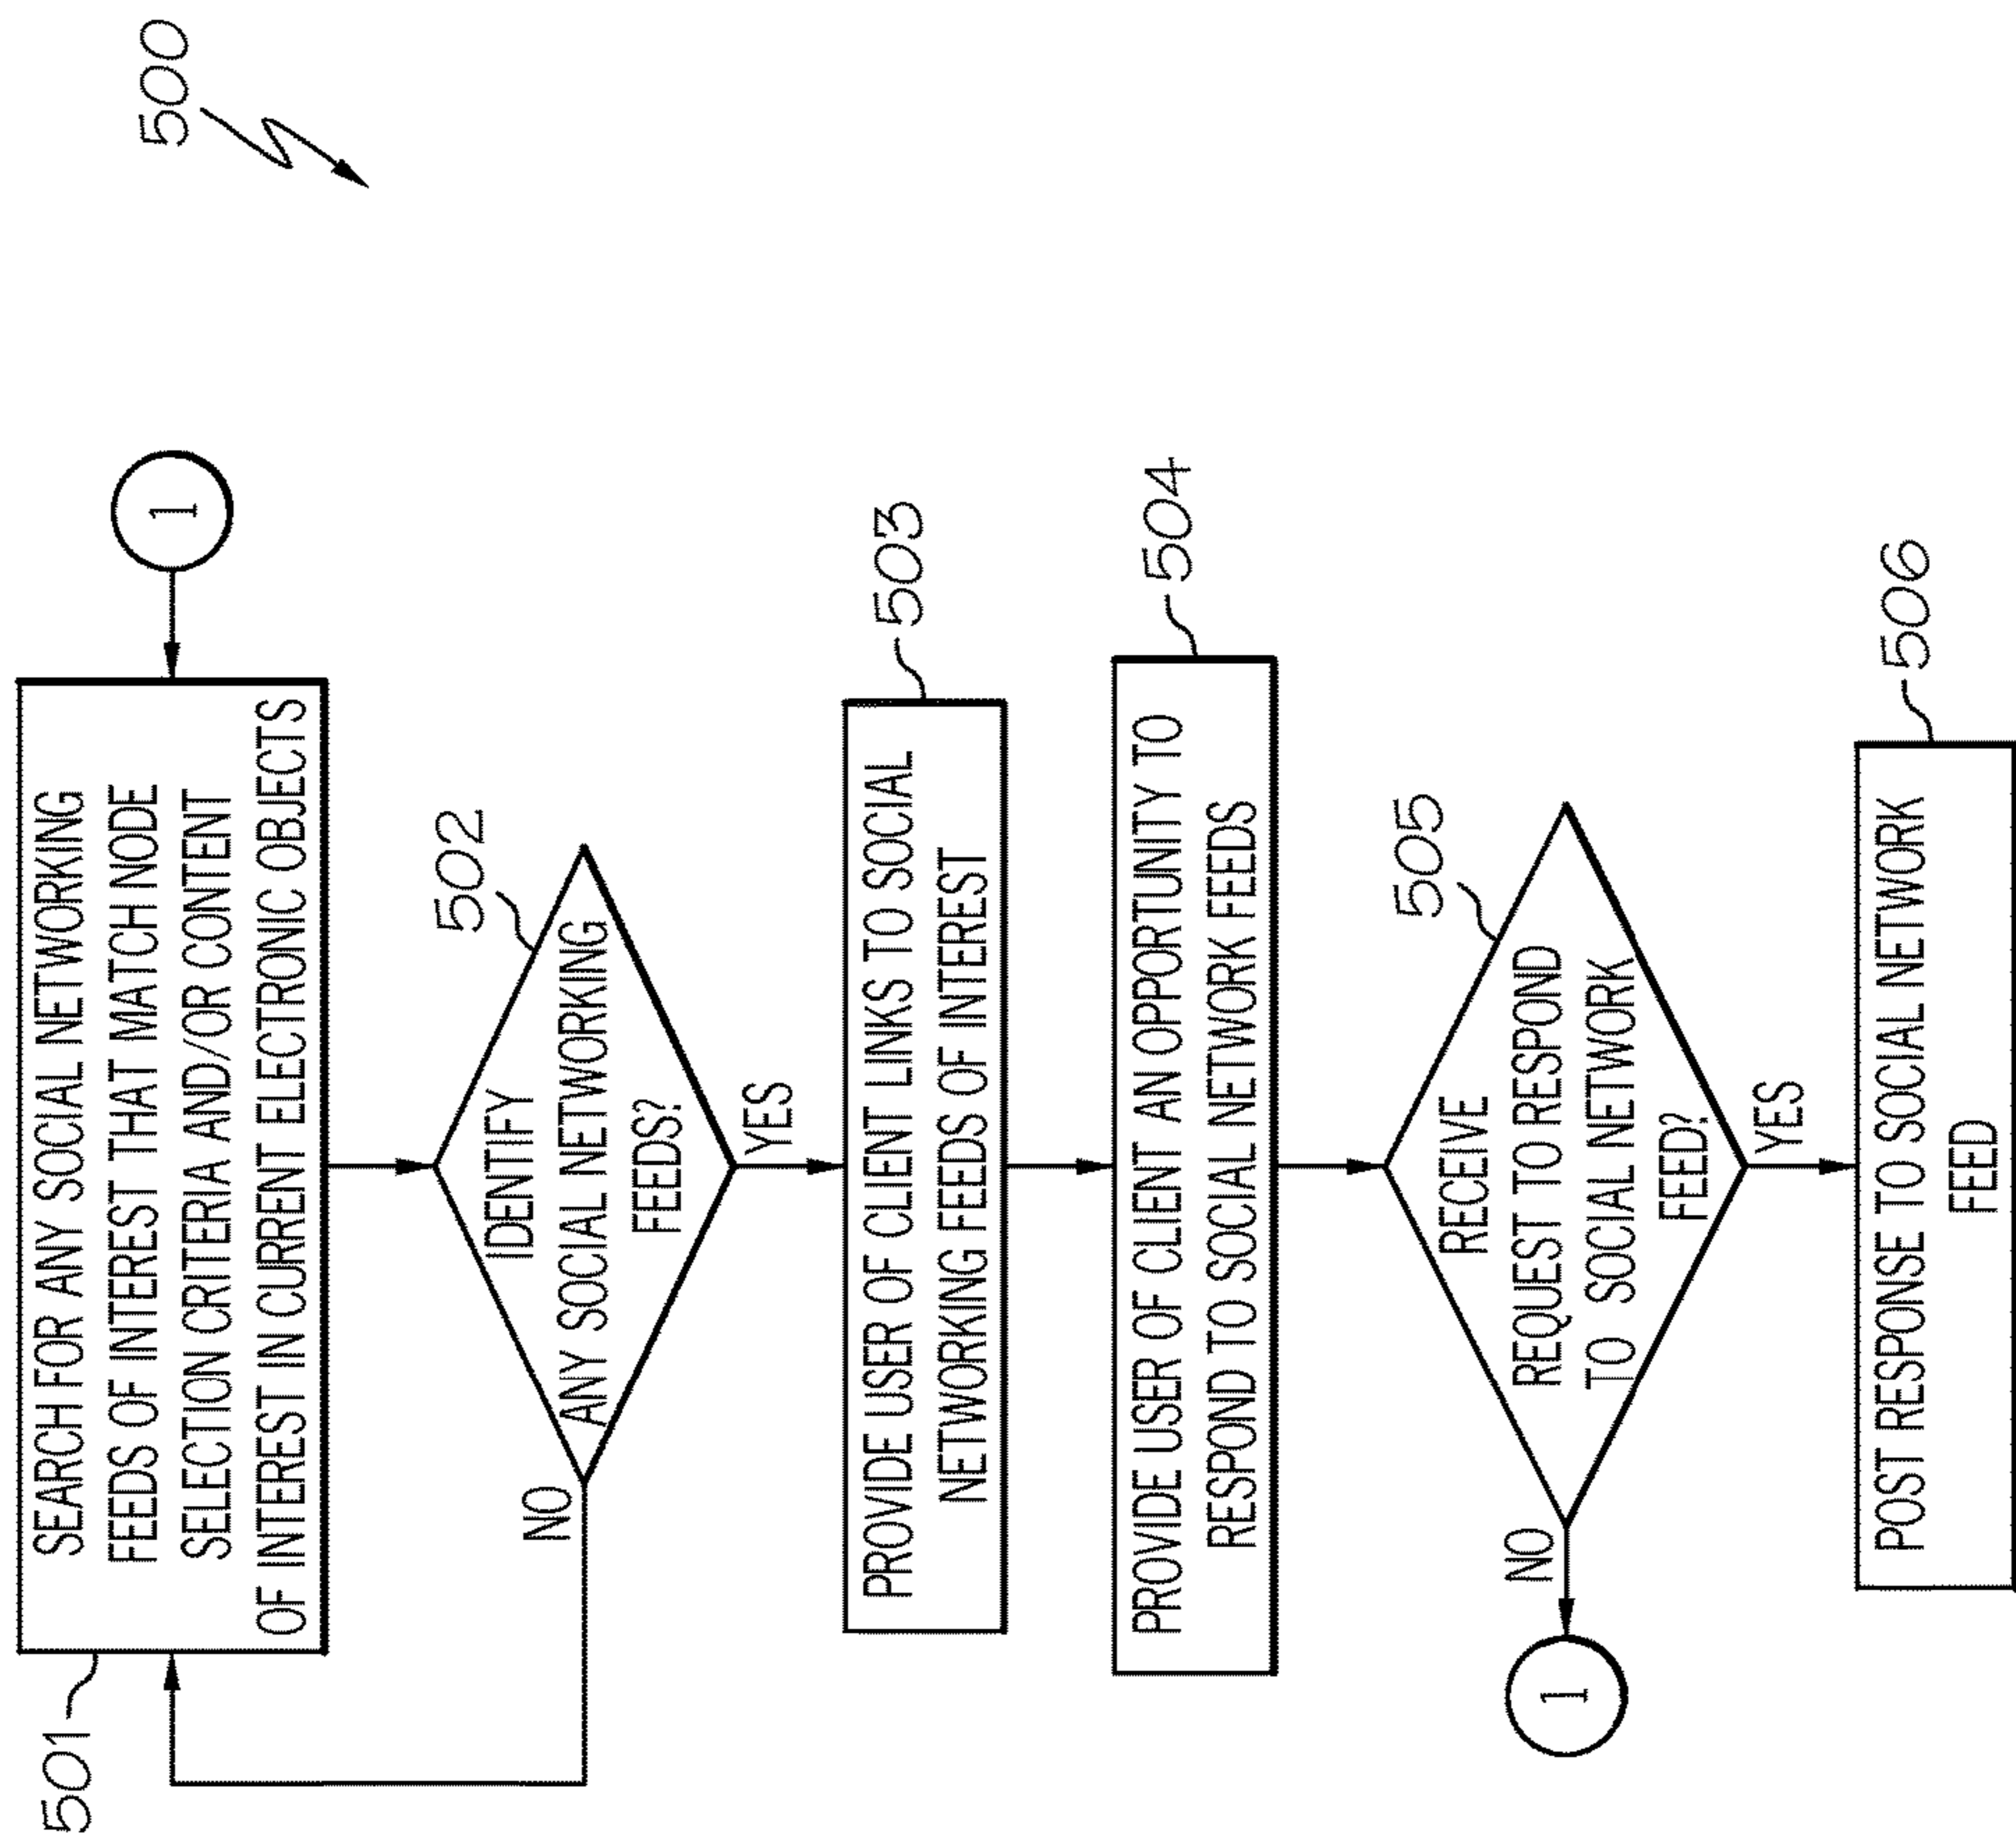 500
1
501
SEARCH FOR ANY SOCIAL NETWORKING
FEEDS OF INTEREST THAT MATCH NODE
SELECTION CRITERIA AND/OR CONTENT
OF INTEREST IN CURRENT ELECTRONIC OBJECTS
502
IDENTIFY
ANY SOCIAL NETWORKING
FEEDS?
NO
YES
503
PROVIDE USER OF CLIENT LINKS TO SOCIAL
NETWORKING FEEDS OF INTEREST
504
PROVIDE USER OF CLIENT AN OPPORTUNITY TO
RESPOND TO SOCIAL NETWORK FEEDS
505
RECEIVE
REQUEST TO RESPOND
TO SOCIAL NETWORK
FEED?
NO
1
YES
506
POST RESPONSE TO SOCIAL NETWORK
FEED